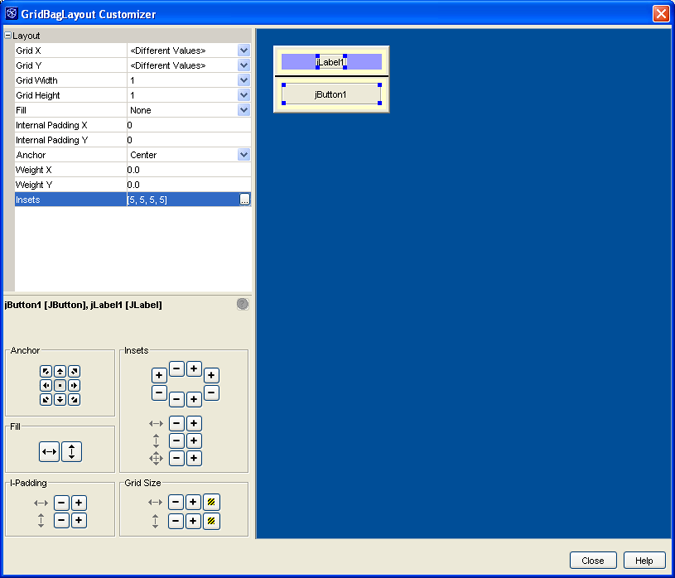 GridBagLayout Customizer
Layout
Grid X <Different Values>
Grid Y <Different Values>
Grid Width 1
Grid Height 1
Fill None
Internal Padding X 0
Internal Padding Y 0
Anchor Center
Weight X 0.0
Weight Y 0.0
Insets [5, 5, 5, 5] ...
jLabel1
jButton1
jButton1 [JButton], jLabel1 [JLabel]
Anchor
Insets
Fill
I-Padding
Grid Size
Close
Help